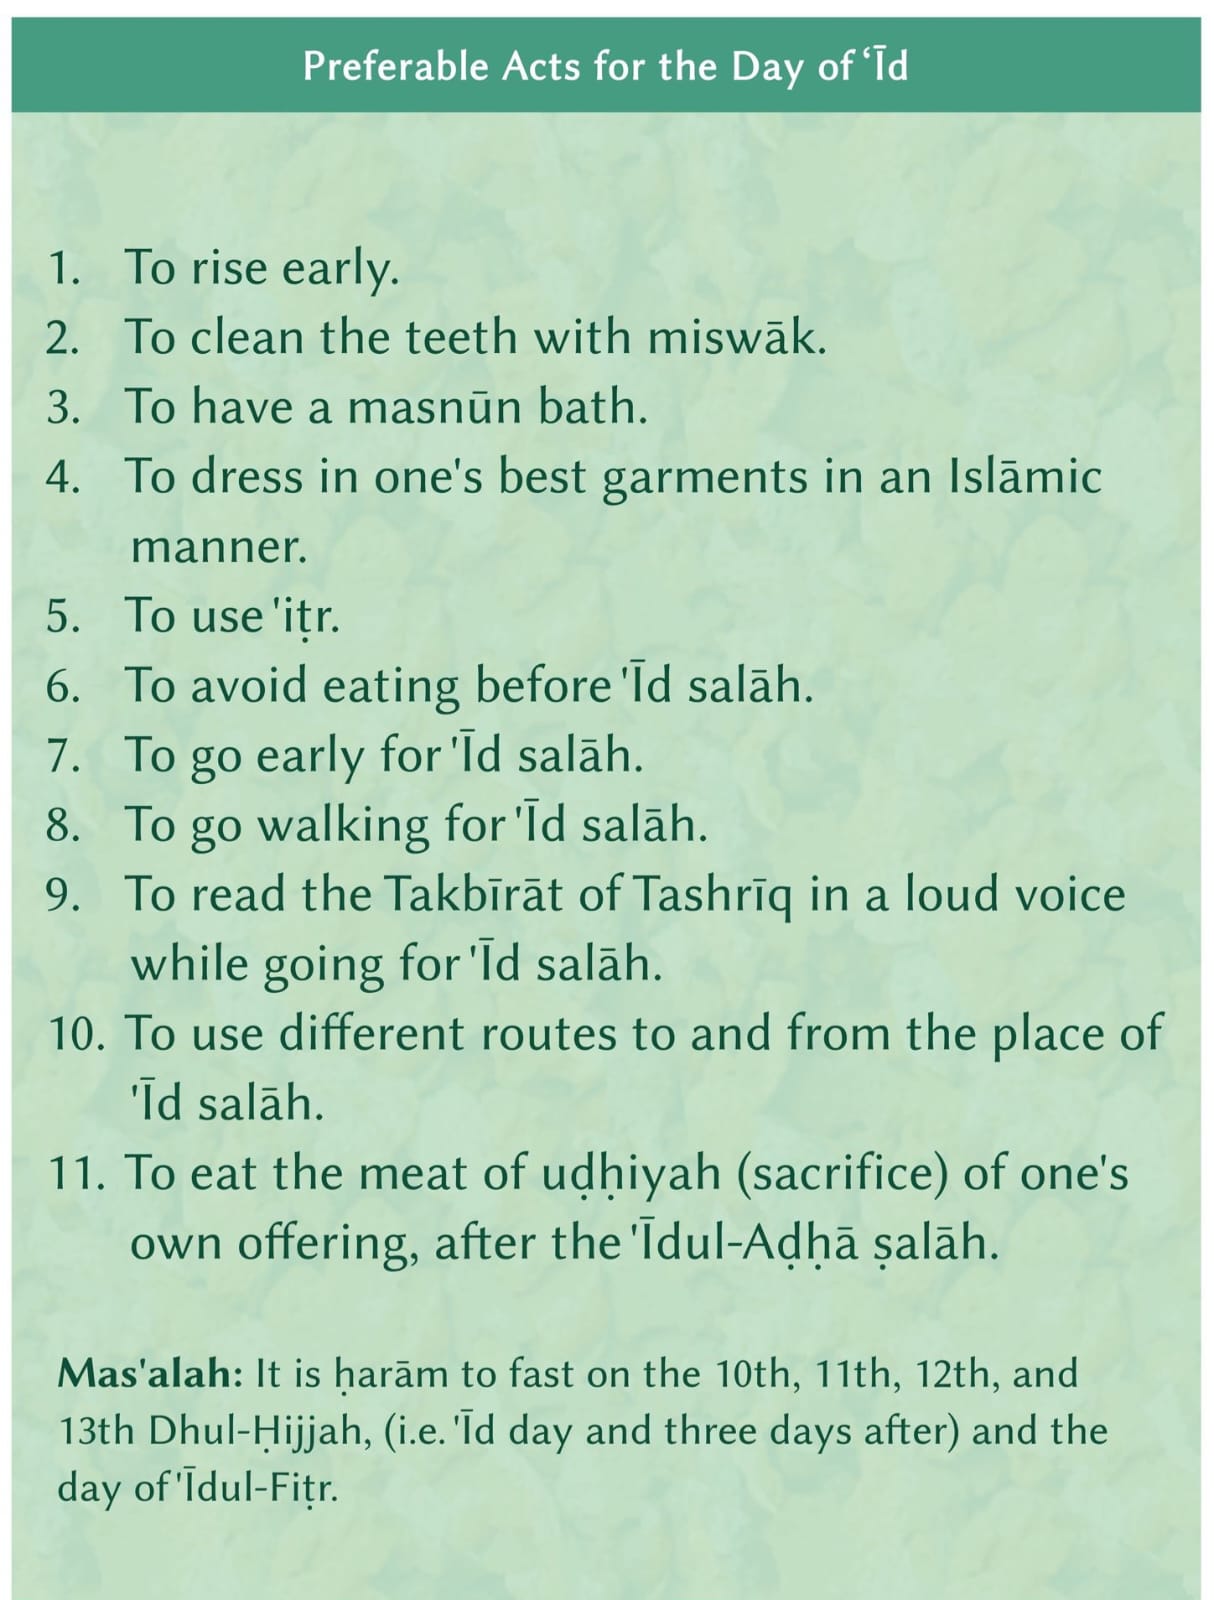 Preferable Acts for the Day of ‘Īd
1. To rise early.
2. To clean the teeth with miswāk.
3. To have a masnūn bath.
4. To dress in one's best garments in an Islāmic
manner.
5. To use 'iṭr.
6. To avoid eating before 'Īd salāh.
7. To go early for 'Īd salāh.
8. To go walking for 'Īd salāh.
9. To read the Takbīrāt of Tashrīq in a loud voice
while going for 'Īd salāh.
10. To use different routes to and from the place of
'Īd salāh.
11. To eat the meat of uḍḥiyah (sacrifice) of one's
own offering, after the 'Īdul-Aḍḥā ṣalāh.
Mas'alah: It is ḥarām to fast on the 10th, 11th, 12th, and
13th Dhul-Ḥijjah, (i.e. 'Īd day and three days after) and the
day of 'Īdul-Fiṭr.